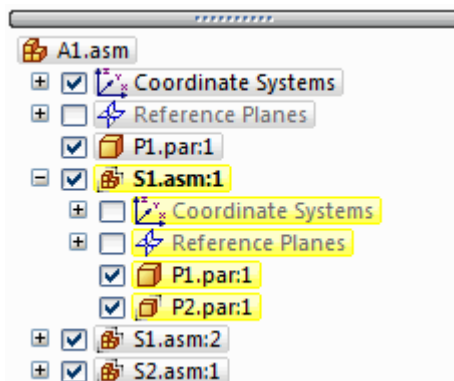 A1.asm
Coordinate Systems
Reference Planes
P1.par:1
S1.asm:1
Coordinate Systems
Reference Planes
P1.par:1
P2.par:1
S1.asm:2
S2.asm:1